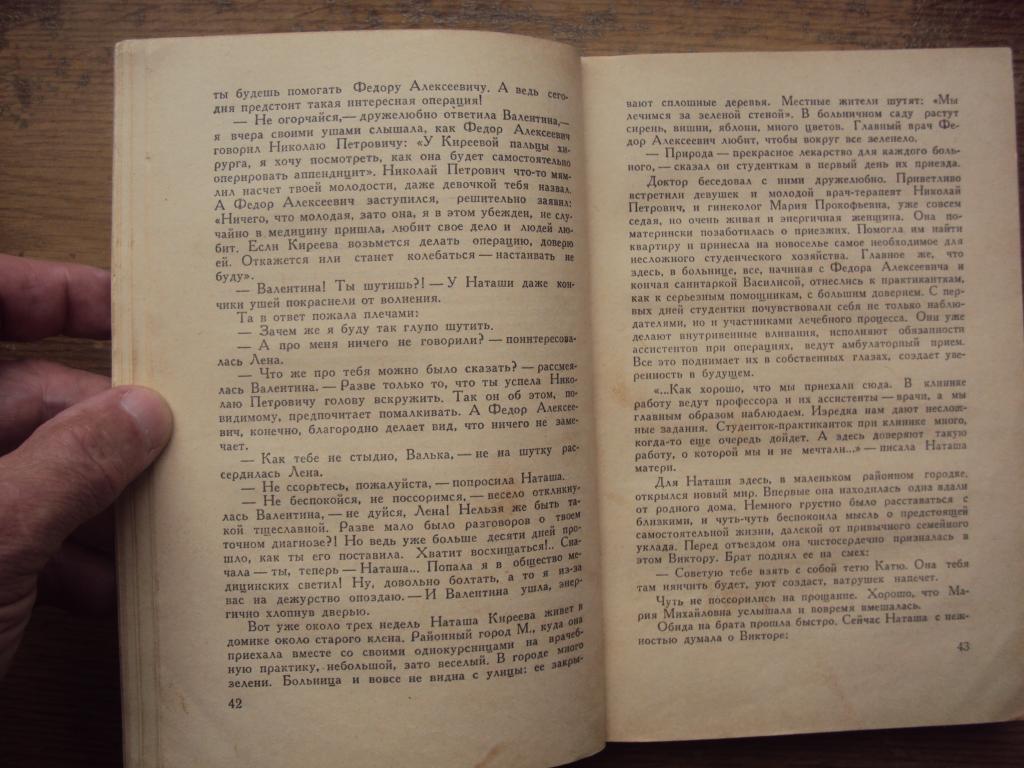 ты будешь помогать Федору Алексеевичу. А ведь сего-
дня предстоит такая интересная операция!
— Не огорчайся,— дружелюбно ответила Валентина,—
я вчера своими ушами слышала, как Федор Алексеевич
говорил Николаю Петровичу: «У Киреевой пальцы хи-
рурга, я хочу посмотреть, как она будет самостоятельно
оперировать аппендицит». Николай Петрович что-то мям-
лил насчет твоей молодости, даже девочкой тебя назвал.
А Федор Алексеевич заступился, решительно заявил:
«Ничего, что молодая, зато она, я в этом убежден, не слу-
чайно в медицину пришла, любит свое дело и людей лю-
бит. Если Киреева возьмется делать операцию, доверю
ей. Откажется или станет колебаться — настаивать не
буду».
— Валентина! Ты шутишь?! — У Наташи даже кон-
чики ушей покраснели от волнения.
Та в ответ пожала плечами:
— Зачем же я буду так глупо шутить.
— А про меня ничего не говорили? — поинтересова-
лась Лена.
— Что же про тебя можно было сказать? — рассмея-
лась Валентина. — Разве только то, что ты успела Нико-
лаю Петровичу голову вскружить. Так он об этом, по-
видимому, предпочитает помалкивать. А Федор Алексее-
вич, конечно, благородно делает вид, что ничего не заме-
чает.
— Как тебе не стыдно, Валька, — не на шутку рас-
сердилась Лена.
— Не ссорьтесь, пожалуйста, — попросила Наташа.
— Не беспокойся, не поссоримся, — весело откликну-
лась Валентина, — не дуйся, Лена! Нельзя же быть та-
кой тщеславной. Разве мало было разговоров о твоем
точном диагнозе?! Но ведь уже больше десяти дней про-
шло, как ты его поставила. Хватит восхищаться!.. Сна-
чала — ты, теперь — Наташа... Попала я в общество ме-
дицинских светил! Ну, довольно болтать, а то я из-за
вас на дежурство опоздаю. — И Валентина ушла, энер-
гично хлопнув дверью.
Вот уже около трех недель Наташа Киреева живет в
домике около старого клена. Районный город М., куда она
приехала вместе со своими однокурсницами на врачеб-
ную практику, небольшой, зато веселый. В городе много
зелени. Больница и вовсе не видна с улицы: ее закры-
42
вают сплошные деревья. Местные жители шутят: «Мы
лечимся за зеленой стеной». В больничном саду растут
сирень, вишни, яблони, много цветов. Главный врач Фе-
дор Алексеевич любит, чтобы вокруг все зеленело.
— Природа — прекрасное лекарство для каждого боль-
ного, — сказал он студенткам в первый день их приезда.
Доктор беседовал с ними дружелюбно. Приветливо
встретили девушек и молодой врач-терапевт Николай
Петрович, и гинеколог Мария Прокофьевна, уже совсем
седая, но очень живая и энергичная женщина. Она по-
матерински позаботилась о приезжих. Помогла им найти
квартиру и принесла на новоселье самое необходимое для
несложного студенческого хозяйства. Главное же, что
здесь, в больнице, все, начиная с Федора Алексеевича и
кончая санитаркой Василисой, отнеслись к практиканткам,
как к серьезным помощникам, с большим доверием. С пер-
вых дней студентки почувствовали себя не только наблю-
дателями, но и участниками лечебного процесса. Они уже
делают внутривенные вливания, исполняют обязанности
ассистентов при операциях, ведут амбулаторный прием.
Все это поднимает их в собственных глазах, создает уве-
ренность в будущем.
«...Как хорошо, что мы приехали сюда. В клинике
работу ведут профессора и их ассистенты — врачи, а мы
главным образом наблюдаем. Изредка нам дают неслож-
ные задания. Студенток-практиканток при клинике много,
когда-то еще очередь дойдет. А здесь доверяют такую
работу, о которой мы и не мечтали...» — писала Наташа
матери.
Для Наташи здесь, в маленьком районном городке,
открылся новый мир. Впервые она находилась одна вдали
от родного дома. Немного грустно было расставаться с
близкими, и чуть-чуть беспокоила мысль о предстоящей
самостоятельной жизни, далекой от привычного семейного
уклада. Перед отъездом она чистосердечно призналась в
этом Виктору. Брат поднял ее на смех:
— Советую тебе взять с собой тетю Катю. Она тебя
там нянчить будет, уют создаст, ватрушек напечет.
Чуть не поссорились на прощание. Хорошо, что Ма-
рия Михайловна услышала и вовремя вмешалась.
Обида на брата прошла быстро. Сейчас Наташа с неж-
ностью думала о Викторе:
43